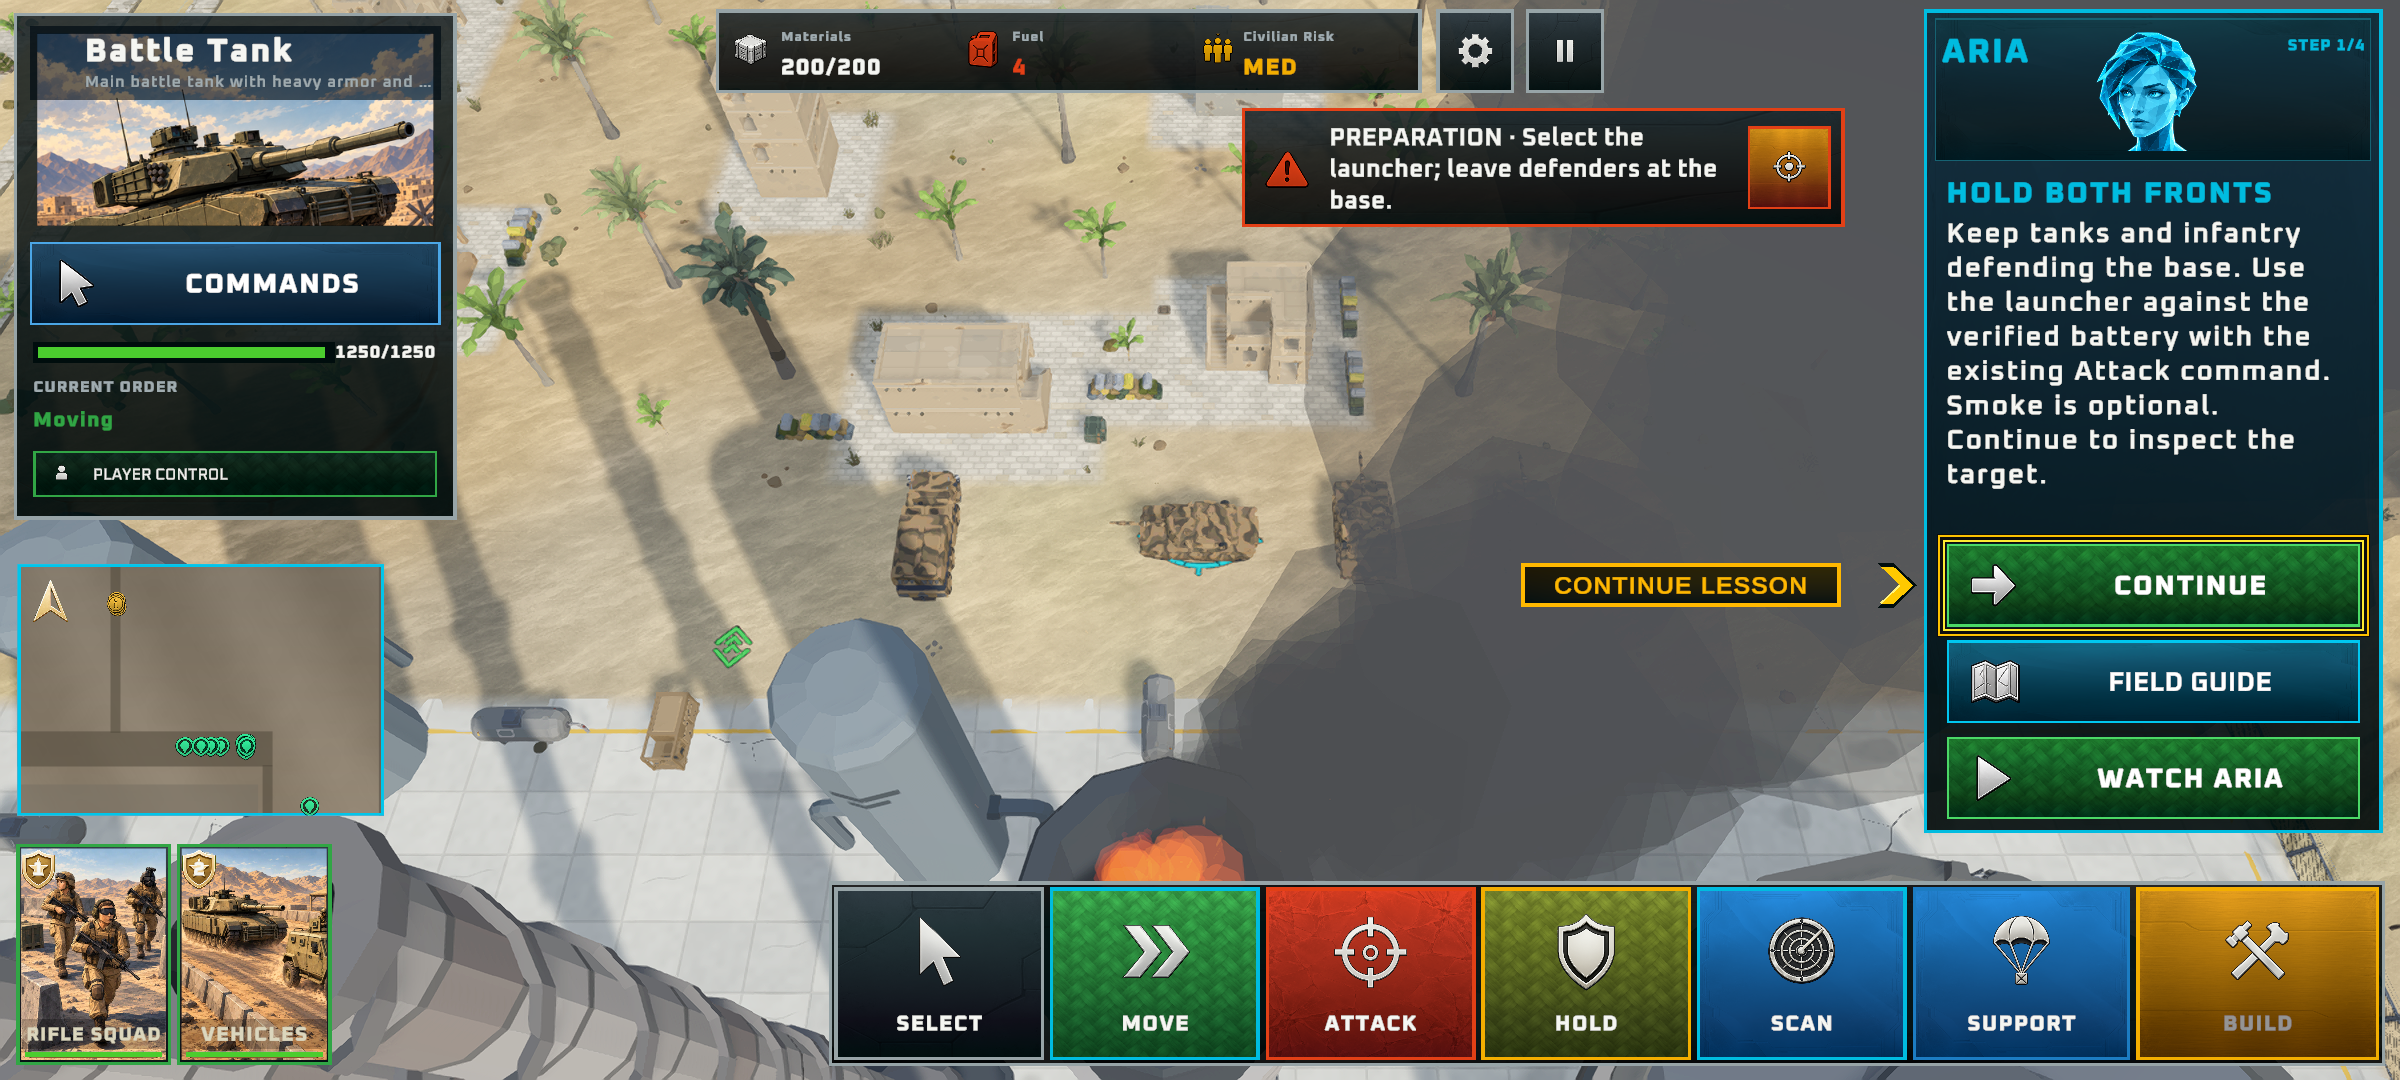 Battle Tank
Main battle tank with heavy armor and ...
COMMANDS
1250/1250
CURRENT ORDER
Moving
PLAYER CONTROL
Materials
200/200
Fuel
4
Civilian Risk
MED
PREPARATION · Select the
launcher; leave defenders at the
base.
ARIA
STEP 1/4
HOLD BOTH FRONTS
Keep tanks and infantry
defending the base. Use
the launcher against the
verified battery with the
existing Attack command.
Smoke is optional.
Continue to inspect the
target.
CONTINUE LESSON
CONTINUE
FIELD GUIDE
WATCH ARIA
RIFLE SQUAD
VEHICLES
SELECT
MOVE
ATTACK
HOLD
SCAN
SUPPORT
BUILD